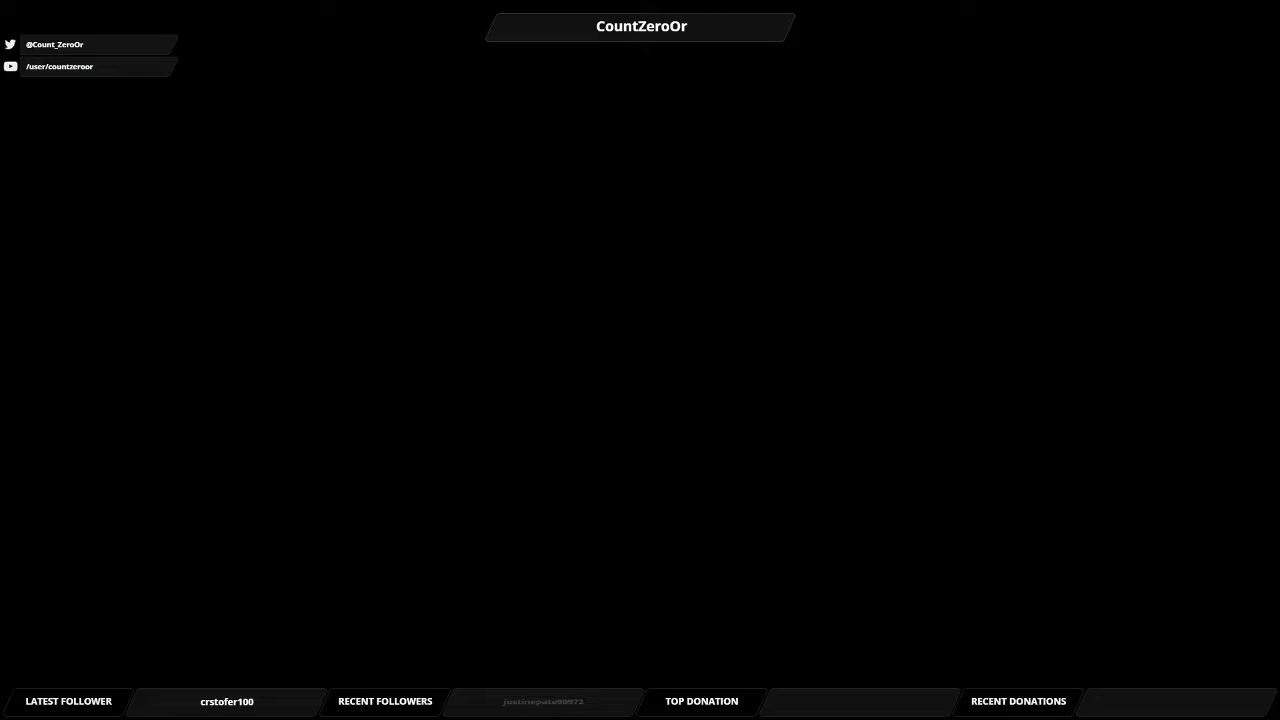 CountZeroOr
@Count_ZeroOr
/user/countzeroor
LATEST FOLLOWER crstofer100 RECENT FOLLOWERS TOP DONATION RECENT DONATIONS